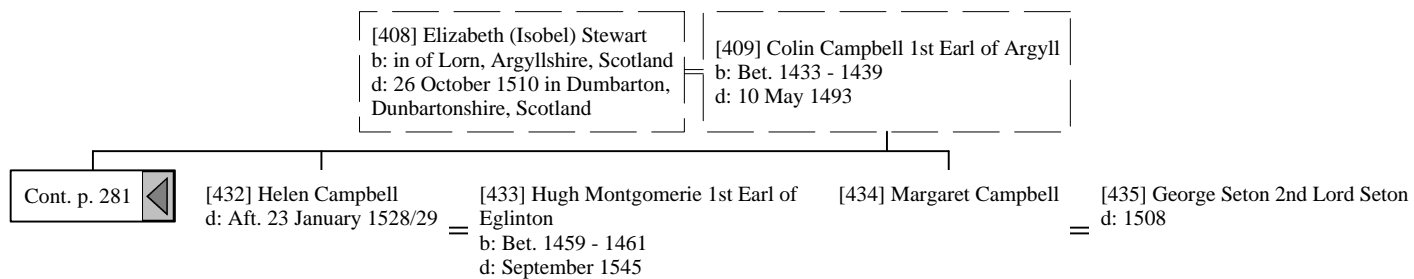 [408] Elizabeth (Isobel) Stewart
b: in of Lorn, Argyllshire, Scotland
d: 26 October 1510 in Dumbarton,
Dunbartonshire, Scotland
[409] Colin Campbell 1st Earl of Argyll
b: Bet. 1433 - 1439
d: 10 May 1493
Cont. p. 281
[432] Helen Campbell
d: Aft. 23 January 1528/29
=
[433] Hugh Montgomerie 1st Earl of
Eglinton
b: Bet. 1459 - 1461
d: September 1545
[434] Margaret Campbell
=
[435] George Seton 2nd Lord Seton
d: 1508